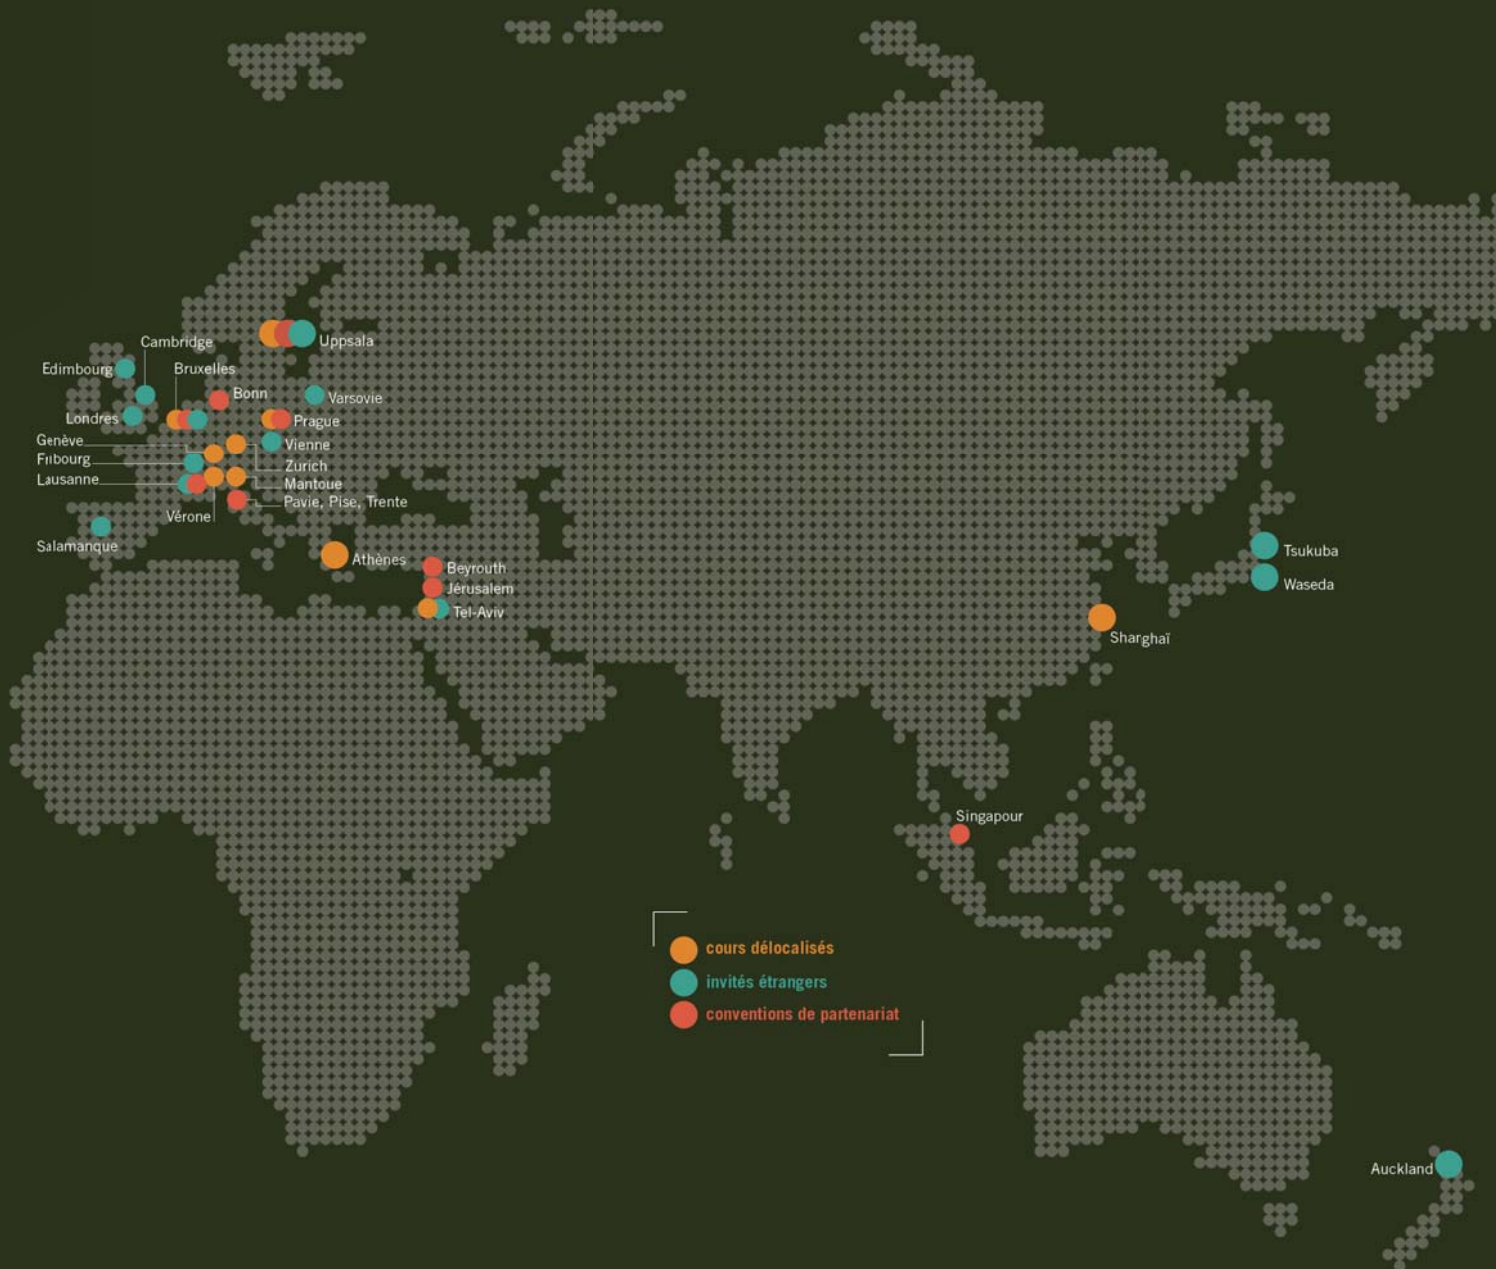 Cambridge
Uppsala
Edimbourg
Bruxelles
Bonn
Varsovie
Londres
Prague
Genève
Vienne
Fribourg
Zurich
Lausanne
Mantoue
Pavie, Pise, Trente
Vérone
Salamanque
Athènes
Beyrouth
Jérusalem
Tel-Aviv
Tsukuba
Waseda
Sharghaï
Singapour
cours délocalisés
invités étrangers
conventions de partenariat
Auckland